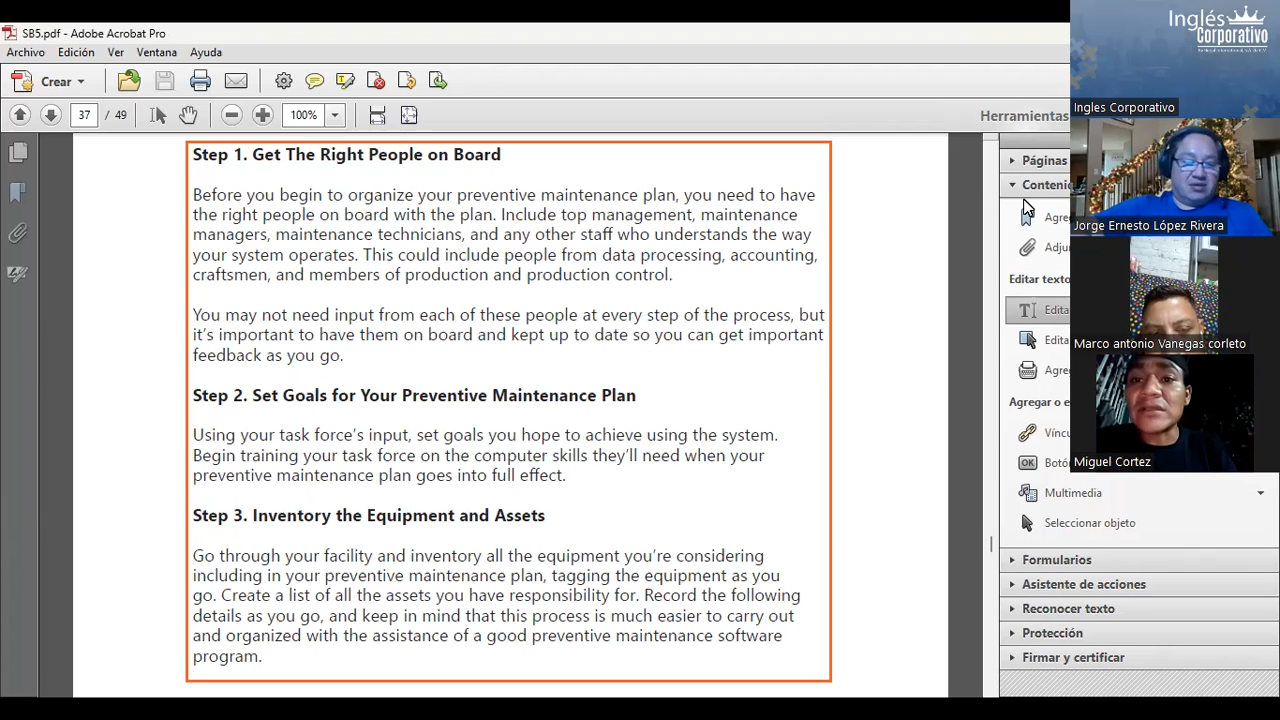 SB5.pdf - Adobe Acrobat Pro
Archivo Edición Ver Ventana Ayuda
Crear
37 / 49 100%
Herramientas
Step 1. Get The Right People on Board
Before you begin to organize your preventive maintenance plan, you need to have
the right people on board with the plan. Include top management, maintenance
managers, maintenance technicians, and any other staff who understands the way
your system operates. This could include people from data processing, accounting,
craftsmen, and members of production and production control.
You may not need input from each of these people at every step of the process, but
it's important to have them on board and kept up to date so you can get important
feedback as you go.
Step 2. Set Goals for Your Preventive Maintenance Plan
Using your task force's input, set goals you hope to achieve using the system.
Begin training your task force on the computer skills they'll need when your
preventive maintenance plan goes into full effect.
Step 3. Inventory the Equipment and Assets
Go through your facility and inventory all the equipment you're considering
including in your preventive maintenance plan, tagging the equipment as you
go. Create a list of all the assets you have responsibility for. Record the following
details as you go, and keep in mind that this process is much easier to carry out
and organized with the assistance of a good preventive maintenance software
program.
Páginas
Conteni
Agre
Adju
Editar texto
Edita
Edita
Agre
Agregar o e
Víncu
OK Botó
Multimedia
Seleccionar objeto
Formularios
Asistente de acciones
Reconocer texto
Protección
Firmar y certificar
Inglés
Corporativo
Ingles Corporativo
Jorge Ernesto López Rivera
Marco antonio Vanegas corleto
Miguel Cortez